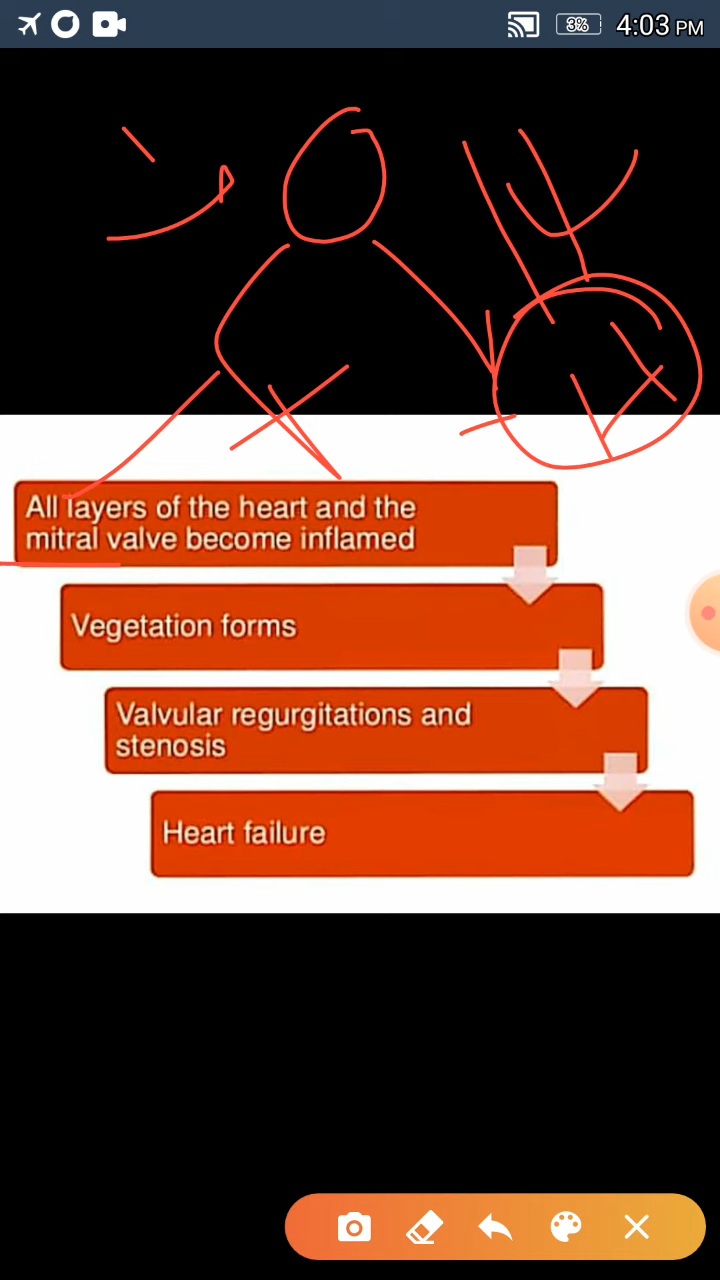 3%
4:03 PM
All layers of the heart and the
mitral valve become inflamed
Vegetation forms
Valvular regurgitations and
stenosis
Heart failure